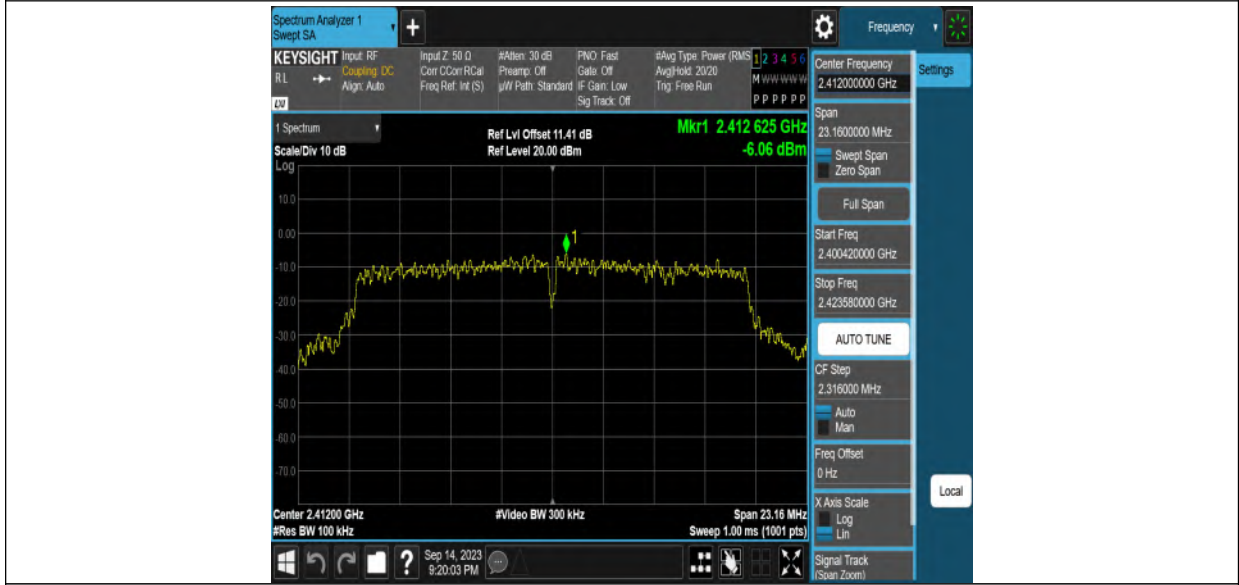 Spectrum Analyzer 1
Swept SA
+
Frequency
KEYSIGHT
RL
LXI
Input: RF
Coupling: DC
Align: Auto
Input Z: 50 Ω
Corr CCorr RCal
Freq Ref: Int (S)
#Atten: 30 dB
Preamp: Off
µW Path: Standard
PNO: Fast
Gate: Off
IF Gain: Low
Sig Track: Off
#Avg Type: Power (RMS
Avg|Hold: 20/20
Trig: Free Run
1 2 3 4 5 6
M W W W W W
P P P P P P
1 Spectrum
Scale/Div 10 dB
Log
Ref Lvl Offset 11.41 dB
Ref Level 20.00 dBm
Mkr1 2.412 625 GHz
-6.06 dBm
10.0
0.00
-10.0
-20.0
-30.0
-40.0
-50.0
-60.0
-70.0
1
Center 2.41200 GHz
#Res BW 100 kHz
#Video BW 300 kHz
Span 23.16 MHz
Sweep 1.00 ms (1001 pts)
?
Sep 14, 2023
9:20:03 PM
Center Frequency
2.412000000 GHz
Settings
Span
23.1600000 MHz
Swept Span
Zero Span
Full Span
Start Freq
2.400420000 GHz
Stop Freq
2.423580000 GHz
AUTO TUNE
CF Step
2.316000 MHz
Auto
Man
Freq Offset
0 Hz
X Axis Scale
Log
Lin
Local
Signal Track
(Span Zoom)